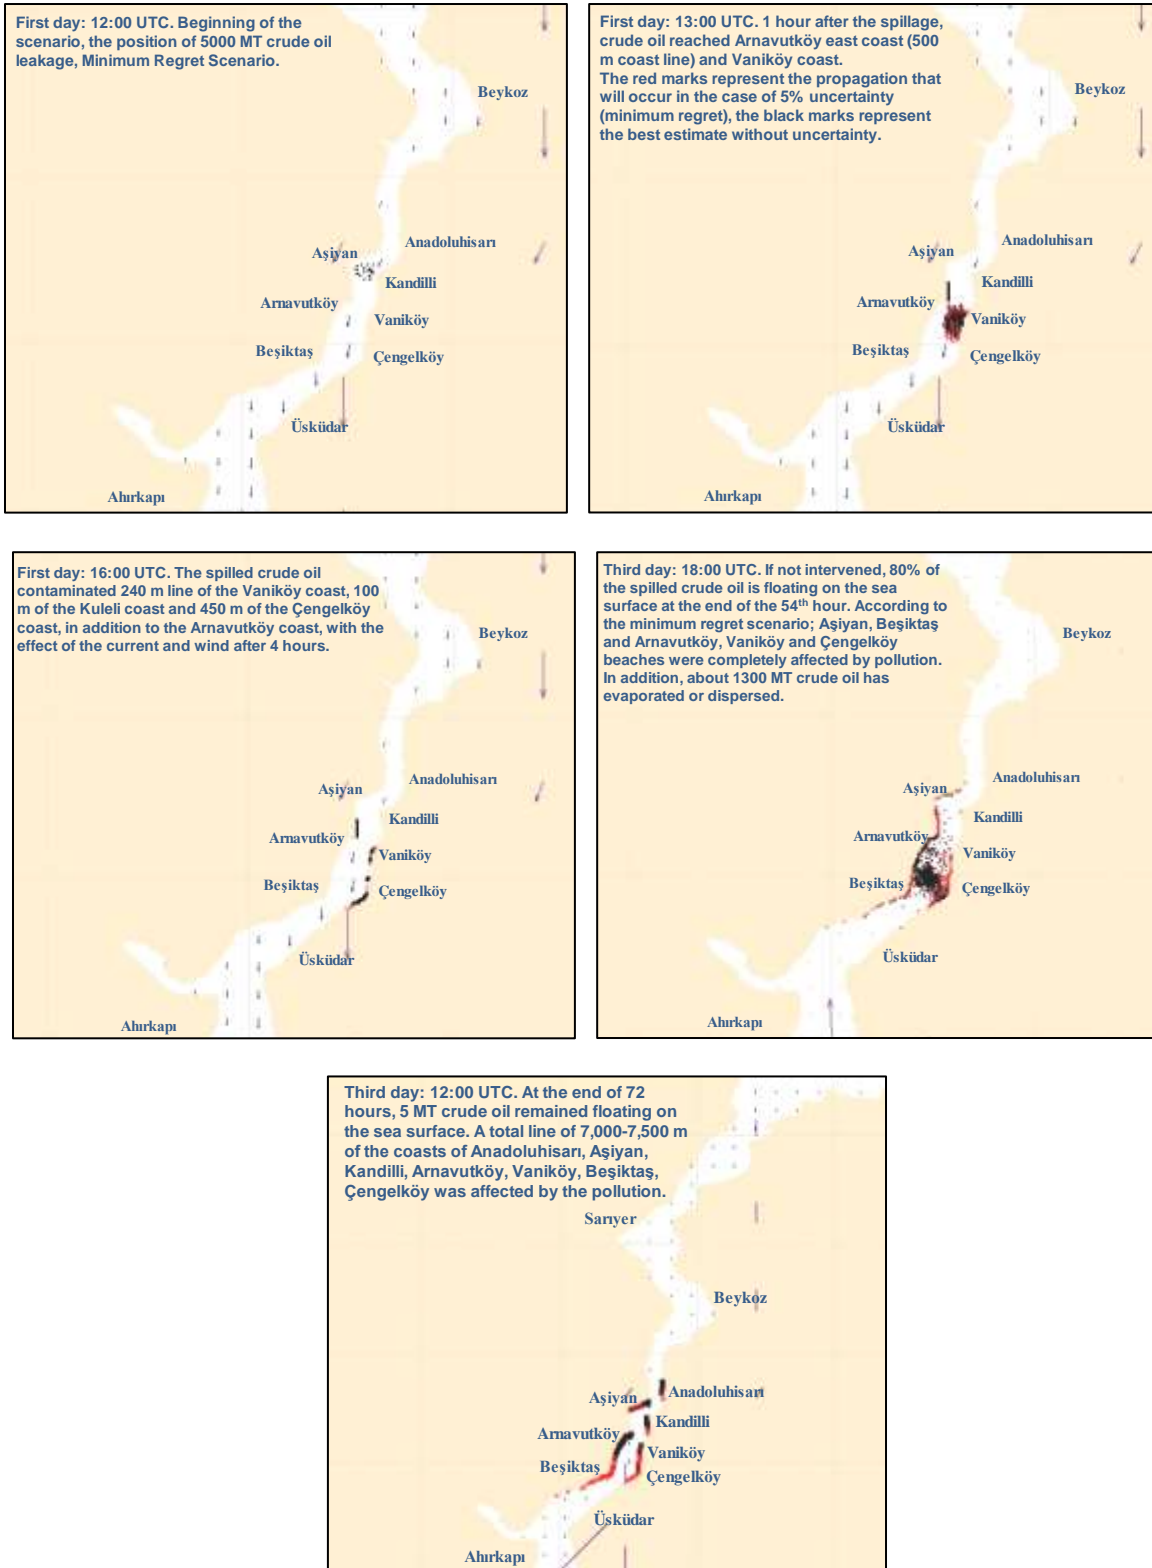 First day: 12:00 UTC. Beginning of the
scenario, the position of 5000 MT crude oil
leakage, Minimum Regret Scenario.
Beykoz
Anadoluhisarı
Aşiyan
Kandilli
Arnavutköy
Vaniköy
Beşiktaş
Çengelköy
Üsküdar
Ahırkapı
First day: 13:00 UTC. 1 hour after the spillage,
crude oil reached Arnavutköy east coast (500
m coast line) and Vaniköy coast.
The red marks represent the propagation that
will occur in the case of 5% uncertainty
(minimum regret), the black marks represent
the best estimate without uncertainty.
Beykoz
Anadoluhisarı
Aşiyan
Kandilli
Arnavutköy
Vaniköy
Beşiktaş
Çengelköy
Üsküdar
Ahırkapı
First day: 16:00 UTC. The spilled crude oil
contaminated 240 m line of the Vaniköy coast, 100
m of the Kuleli coast and 450 m of the Çengelköy
coast, in addition to the Arnavutköy coast, with the
effect of the current and wind after 4 hours.
Beykoz
Anadoluhisarı
Aşiyan
Kandilli
Arnavutköy
Vaniköy
Beşiktaş
Çengelköy
Üsküdar
Ahırkapı
Third day: 18:00 UTC. If not intervened, 80% of
the spilled crude oil is floating on the sea
surface at the end of the 54th hour. According to
the minimum regret scenario; Aşiyan, Beşiktaş
and Arnavutköy, Vaniköy and Çengelköy
beaches were completely affected by pollution.
In addition, about 1300 MT crude oil has
evaporated or dispersed.
Beykoz
Anadoluhisarı
Aşiyan
Kandilli
Arnavutköy
Vaniköy
Beşiktaş
Çengelköy
Üsküdar
Ahırkapı
Third day: 12:00 UTC. At the end of 72
hours, 5 MT crude oil remained floating on
the sea surface. A total line of 7,000-7,500 m
of the coasts of Anadoluhisarı, Aşiyan,
Kandilli, Arnavutköy, Vaniköy, Beşiktaş,
Çengelköy was affected by the pollution.
Sarıyer
Beykoz
Anadoluhisarı
Aşiyan
Kandilli
Arnavutköy
Vaniköy
Beşiktaş
Çengelköy
Üsküdar
Ahırkapı